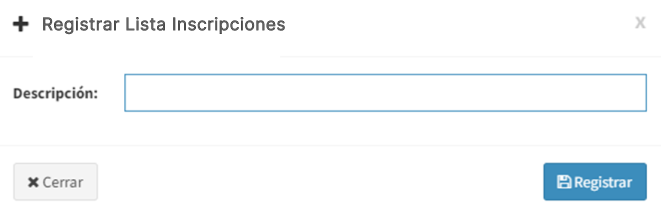 Registrar Lista Inscripciones
x
Descripción:
Cerrar
Registrar